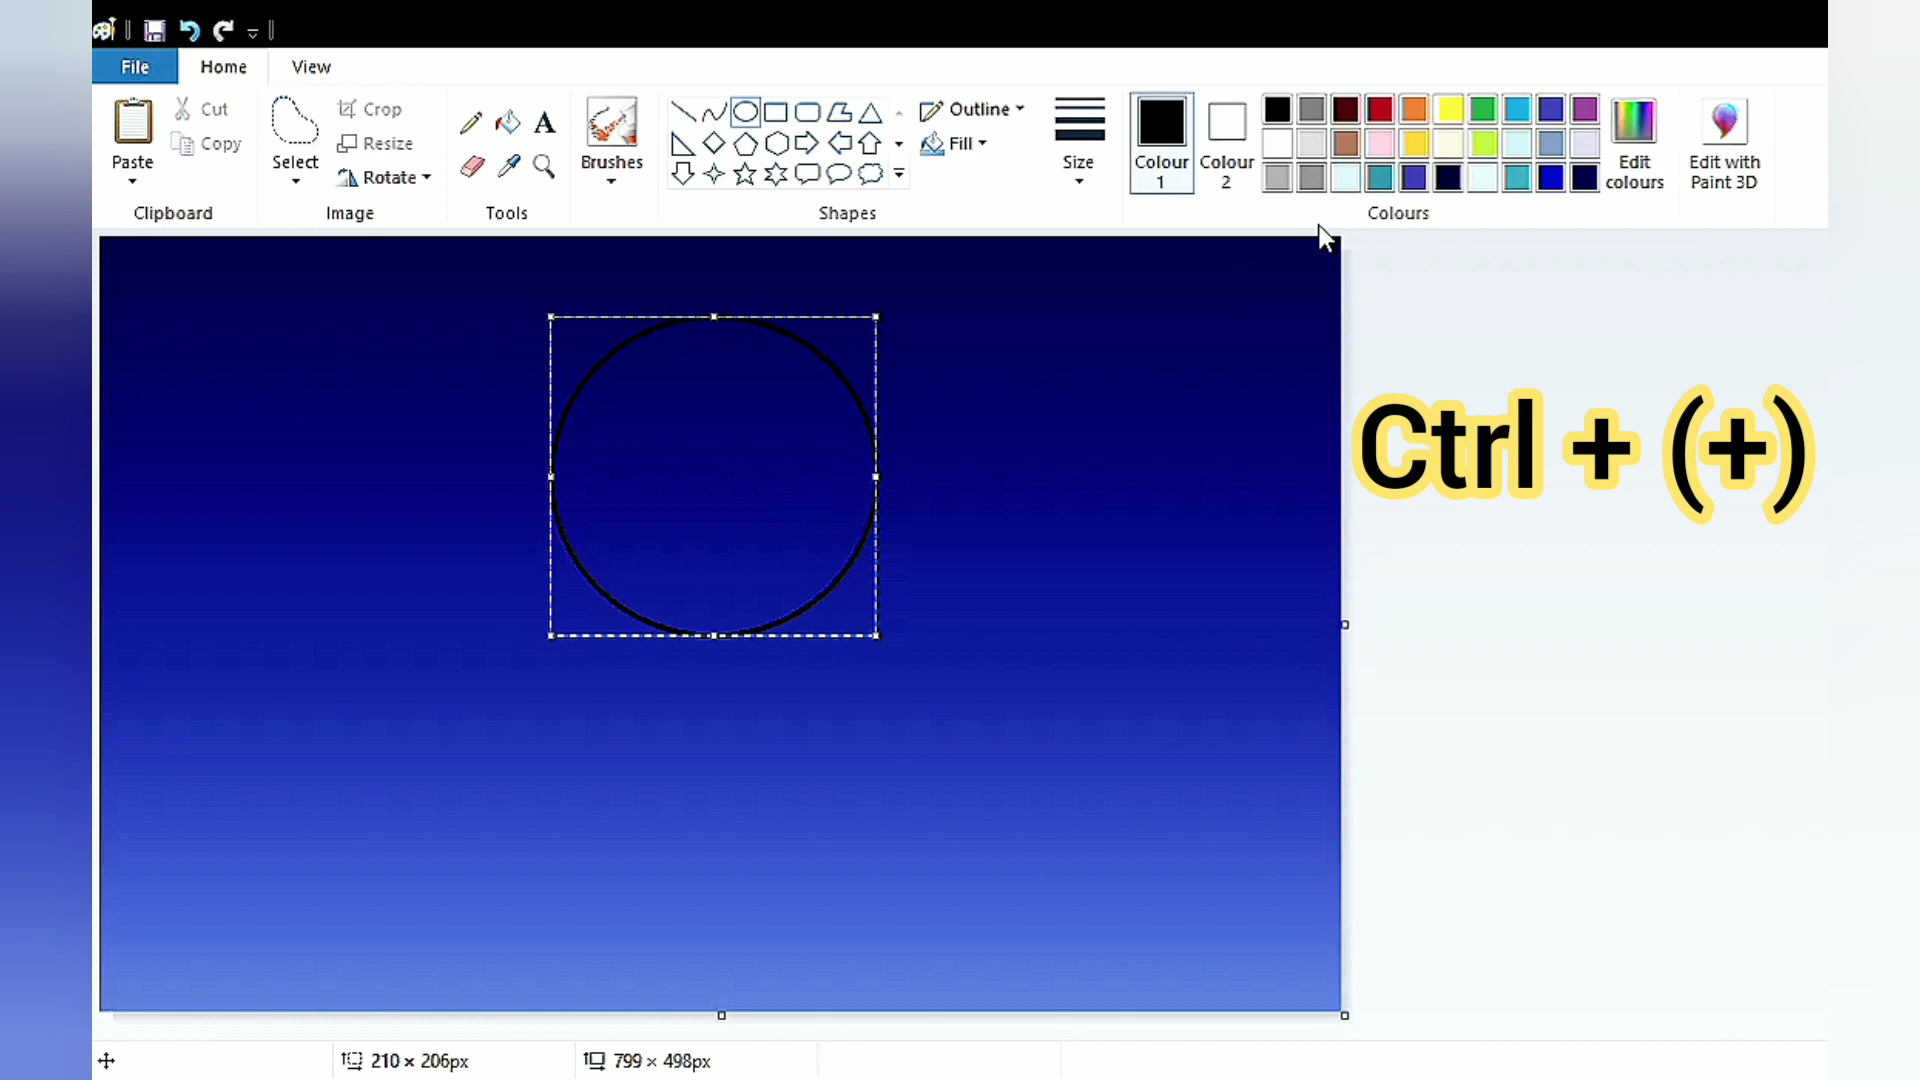 File Home View
Paste
Cut
Copy
Clipboard
Select
Crop
Resize
Rotate
Image
A
Tools
Brushes
Shapes
Outline
Fill
Size
Colour
1
Colour
2
Edit
colours
Colours
Edit with
Paint 3D
Ctrl + (+)
210 × 206px
799 × 498px